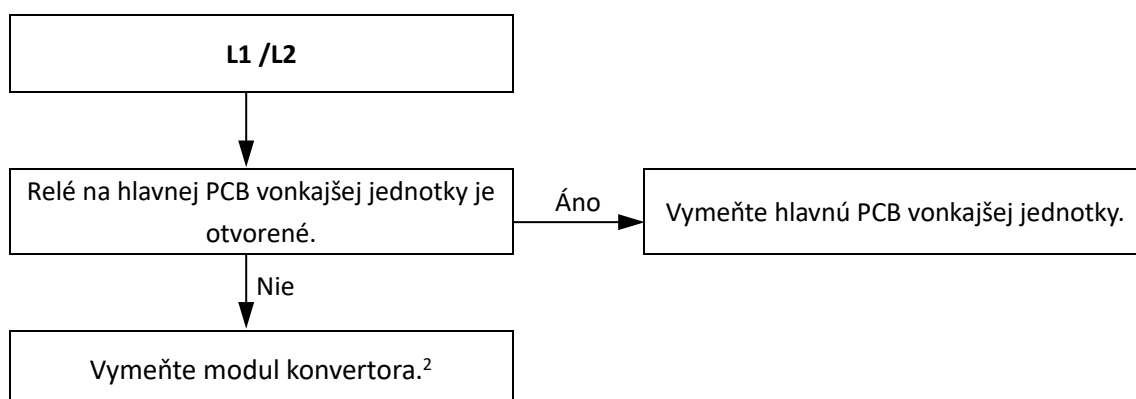 L1 /L2
Relé na hlavnej PCB vonkajšej jednotky je
otvorené.
Áno
Vymeňte hlavnú PCB vonkajšej jednotky.
Nie
Vymeňte modul konvertora.²